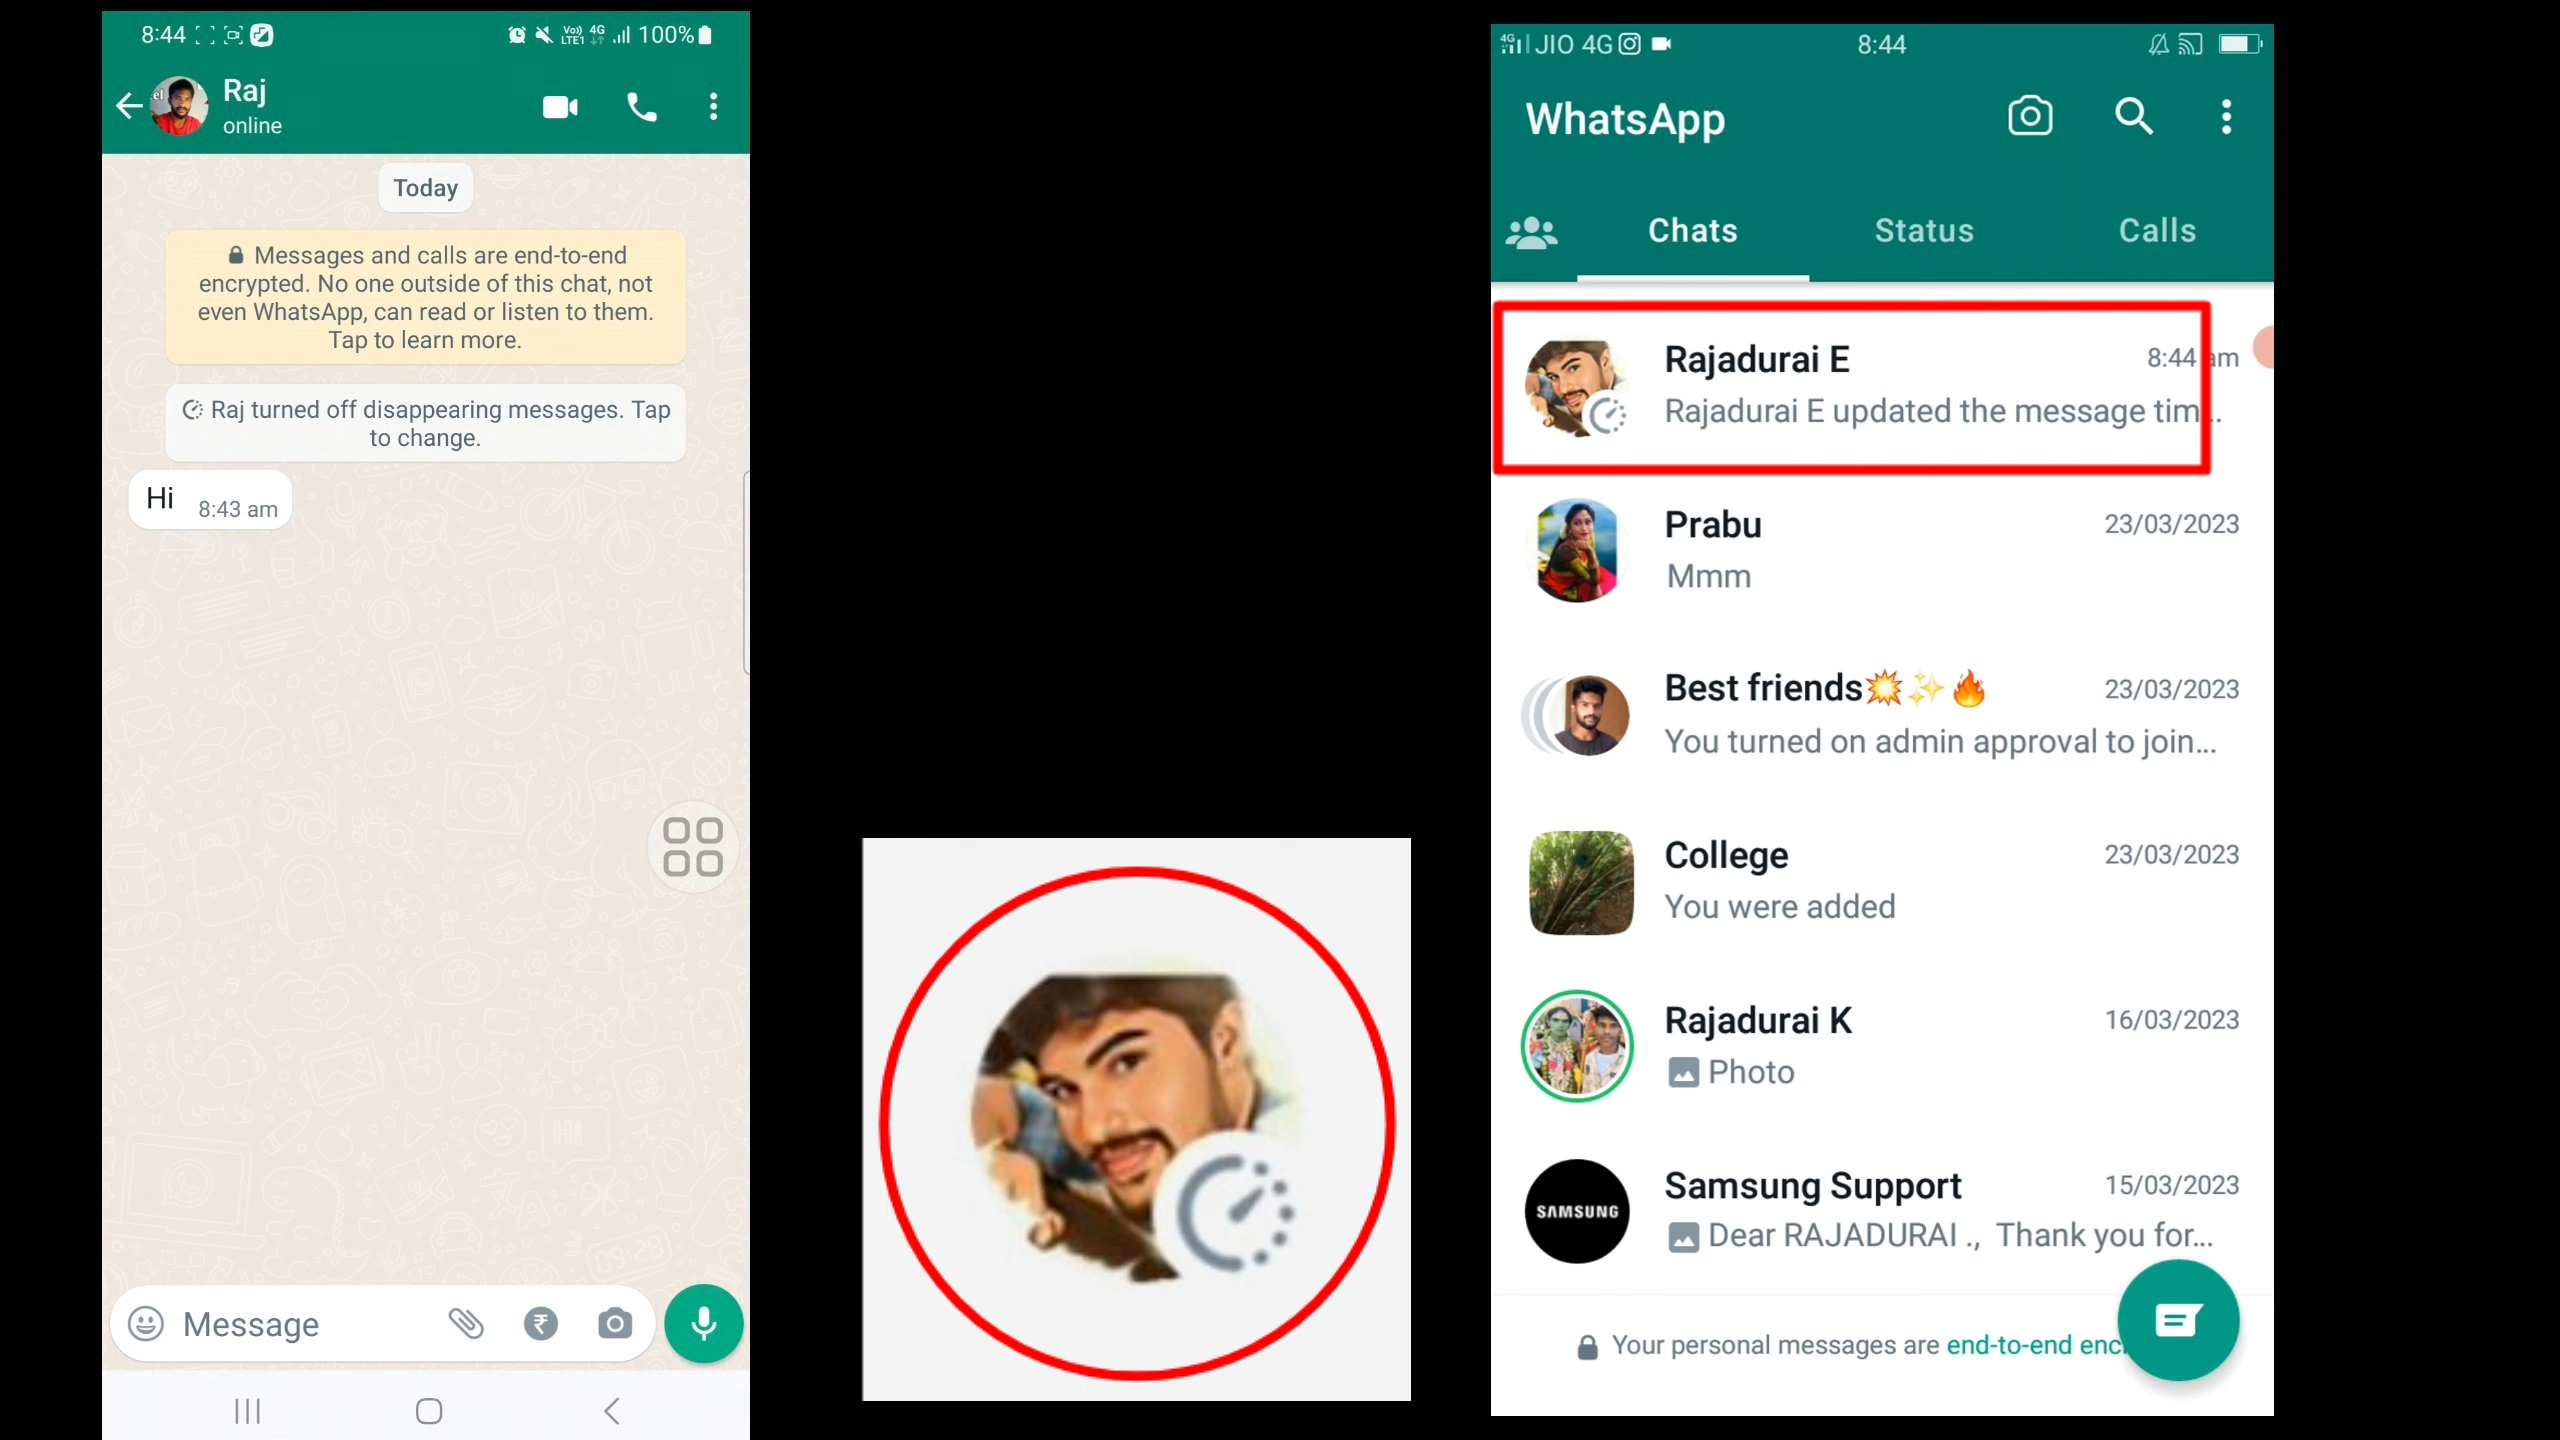 8:44
Vo)) 4G
LTE1
100%
Raj
online
Today
Messages and calls are end-to-end
encrypted. No one outside of this chat, not
even WhatsApp, can read or listen to them.
Tap to learn more.
Raj turned off disappearing messages. Tap
to change.
Hi 8:43 am
Message
4G JIO 4G
8:44
WhatsApp
Chats
Status
Calls
Rajadurai E
8:44 am
Rajadurai E updated the message tim...
Prabu
23/03/2023
Mmm
Best friends💥✨🔥
23/03/2023
You turned on admin approval to join...
College
23/03/2023
You were added
Rajadurai K
16/03/2023
Photo
SAMSUNG
Samsung Support
15/03/2023
Dear RAJADURAI ., Thank you for...
Your personal messages are end-to-end enc